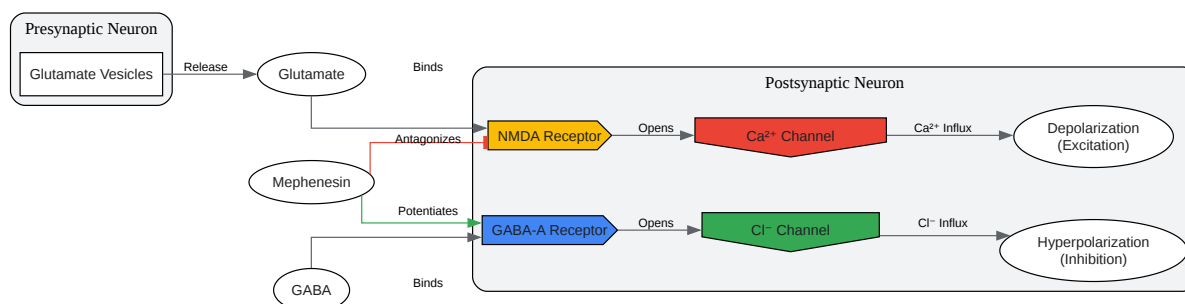 Presynaptic Neuron
Glutamate Vesicles
Release
Glutamate
Binds
Postsynaptic Neuron
NMDA Receptor
Opens
Ca²⁺ Channel
Ca²⁺ Influx
Depolarization
(Excitation)
Antagonizes
Mephenesin
Potentiates
GABA-A Receptor
Opens
Cl⁻ Channel
Cl⁻ Influx
Hyperpolarization
(Inhibition)
GABA
Binds